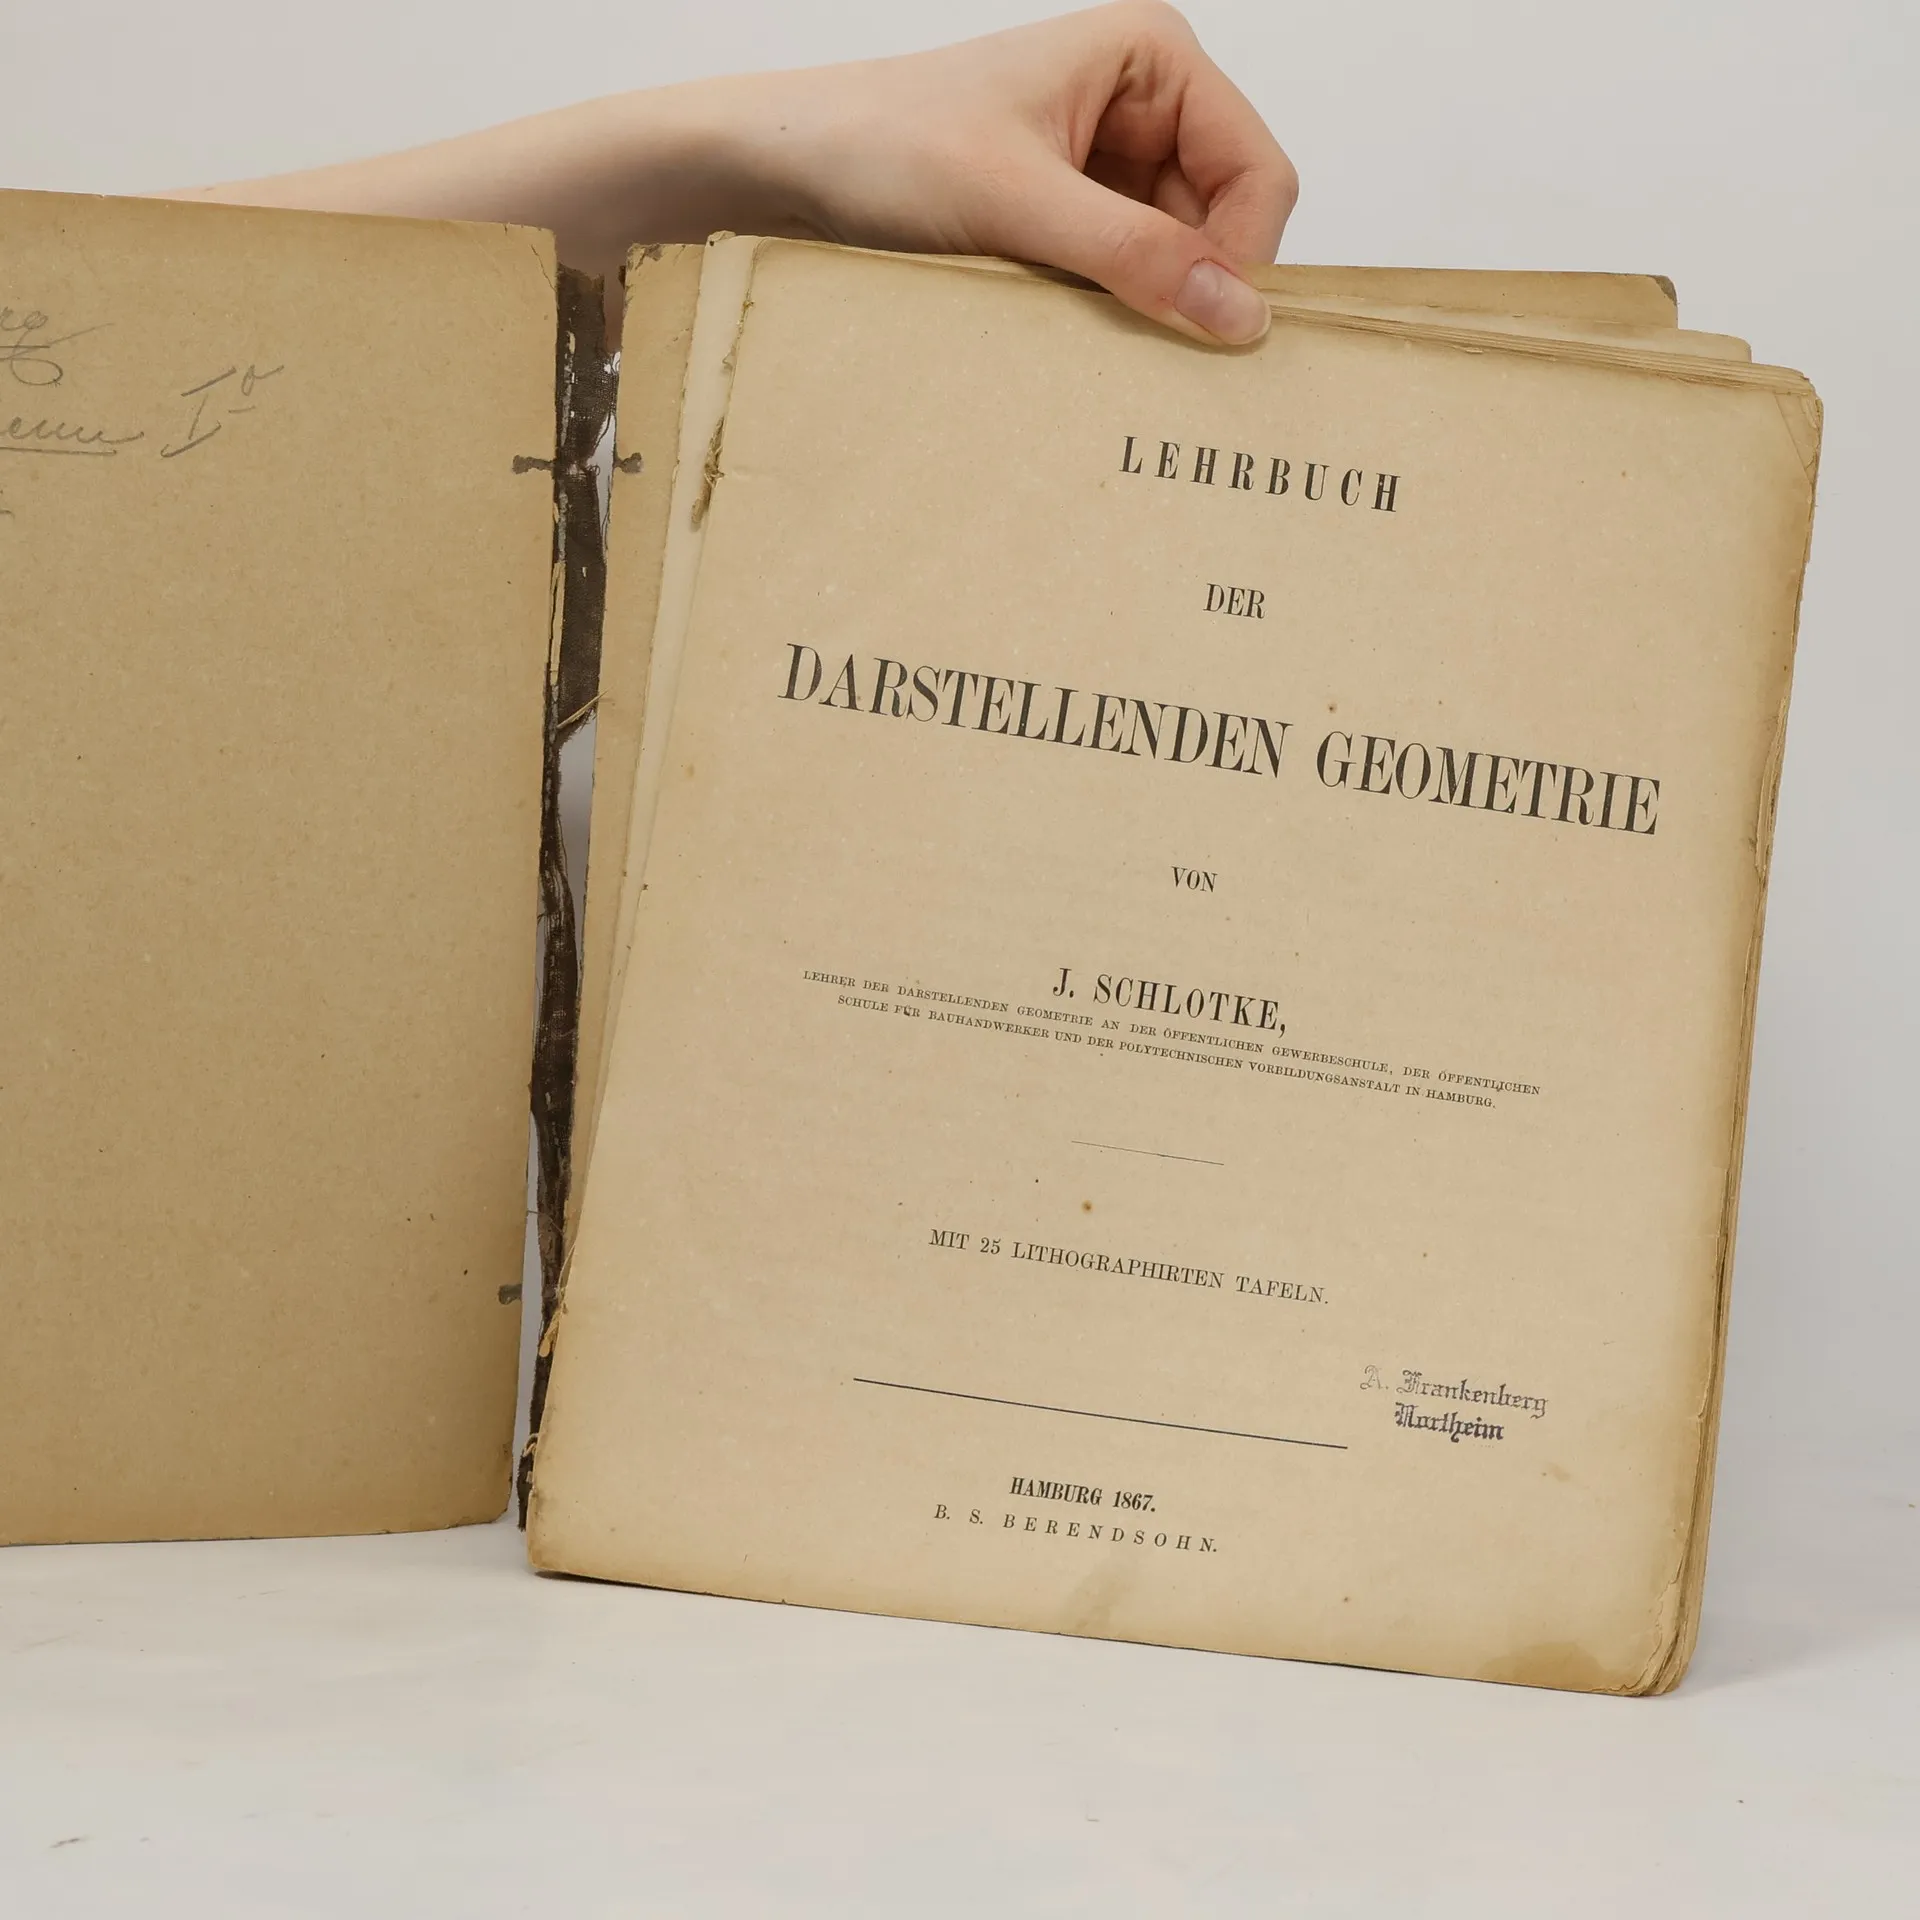 LEHRBUCH
DER
DARSTELLENDEN GEOMETRIE
VON
J. SCHLOTKE,
LEHRER DER DARSTELLENDEN GEOMETRIE AN DER ÖFFENTLICHEN GEWERBESCHULE, DER ÖFFENTLICHEN
SCHULE FÜR BAUHANDWERKER UND DER POLYTECHNISCHEN VORBILDUNGSANSTALT IN HAMBURG.
MIT 25 LITHOGRAPHIRTEN TAFELN.
A. Frankenberg
Northeim
HAMBURG 1867.
B. S. BERENDSOHN.